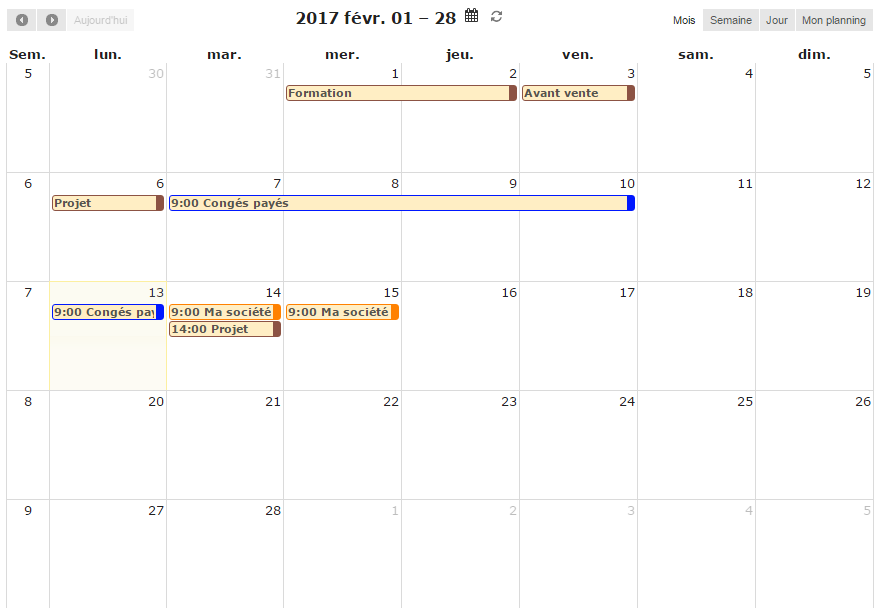 Aujourd'hui 2017 févr. 01 – 28 Mois Semaine Jour Mon planning
Sem. lun. mar. mer. jeu. ven. sam. dim.
5 30 31 1 2 3 4 5
Formation Avant vente
6 6 7 8 9 10 11 12
Projet 9:00 Congés payés
7 13 14 15 16 17 18 19
9:00 Congés pay 9:00 Ma société 9:00 Ma société
14:00 Projet
8 20 21 22 23 24 25 26
9 27 28 1 2 3 4 5